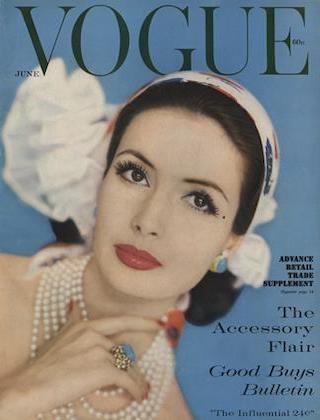 VOGUE
JUNE
60c.
ADVANCE
RETAIL
TRADE
SUPPLEMENT
The
Accessory
Flair
Good Buys
Bulletin
"The Influential 24¢"